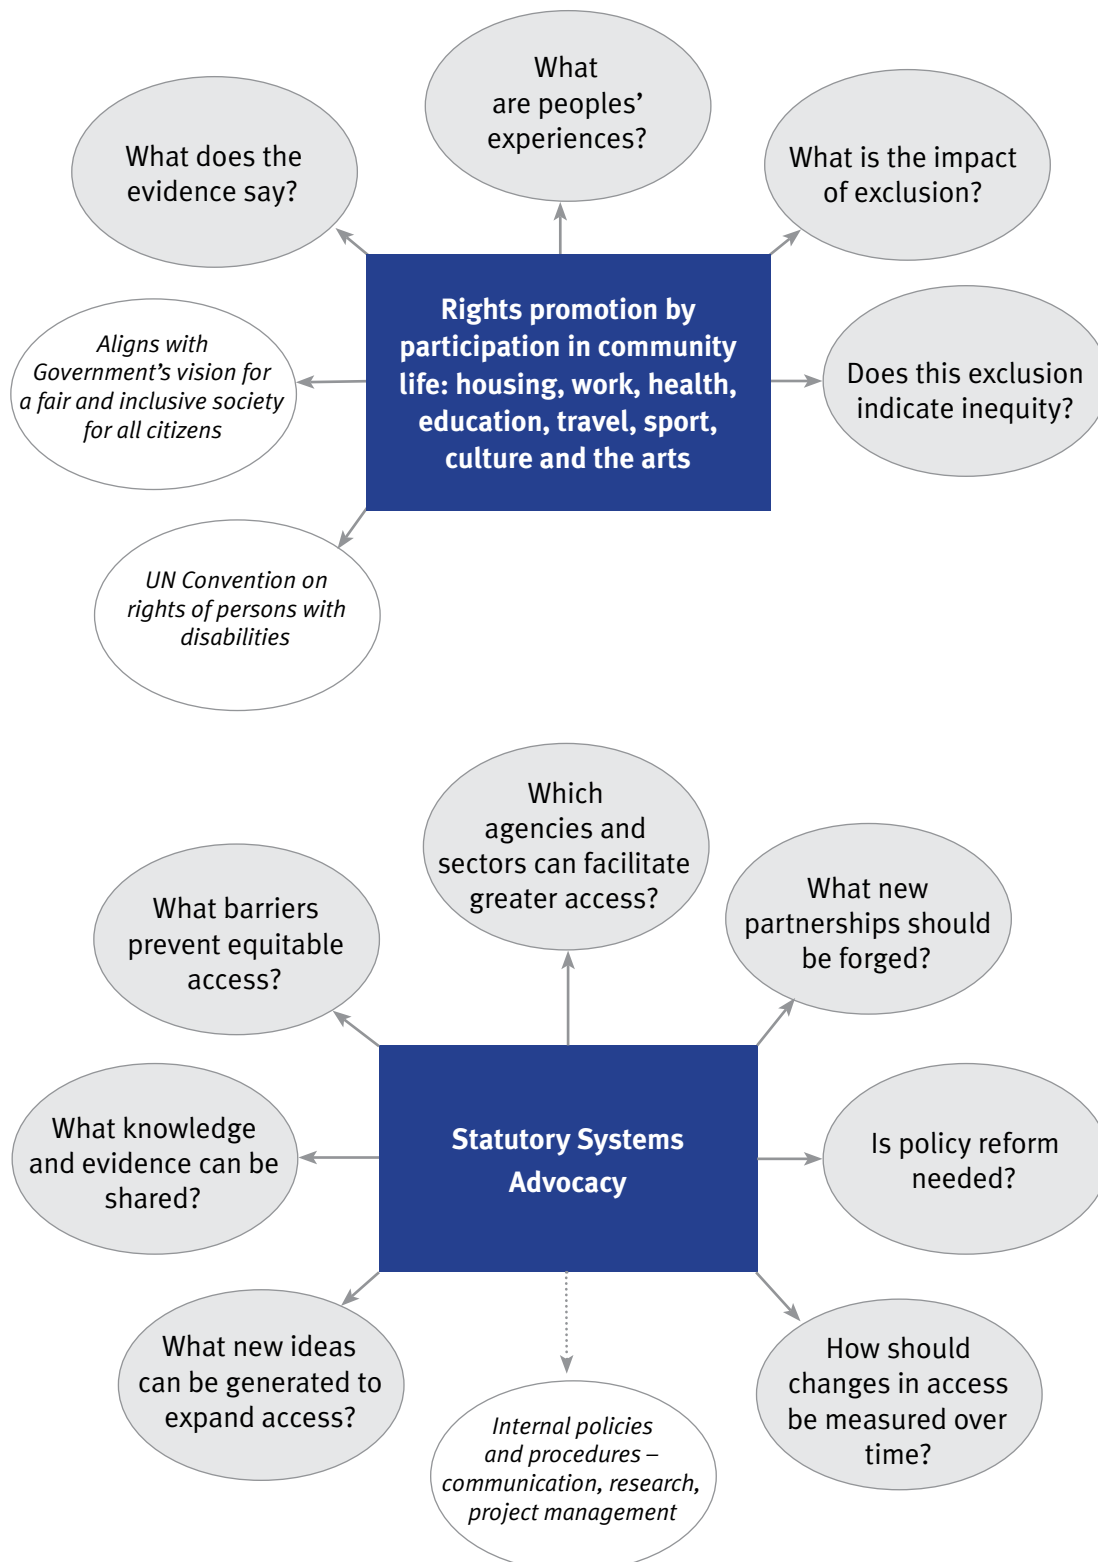 What
are peoples’
experiences?
What does the
evidence say?
What is the impact
of exclusion?
Rights promotion by
participation in community
life: housing, work, health,
education, travel, sport,
culture and the arts
Aligns with
Government’s vision for
a fair and inclusive society
for all citizens
Does this exclusion
indicate inequity?
UN Convention on
rights of persons with
disabilities
Which
agencies and
sectors can facilitate
greater access?
What barriers
prevent equitable
access?
What new
partnerships should
be forged?
Statutory Systems
Advocacy
What knowledge
and evidence can be
shared?
Is policy reform
needed?
What new ideas
can be generated to
expand access?
Internal policies
and procedures –
communication, research,
project management
How should
changes in access
be measured over
time?